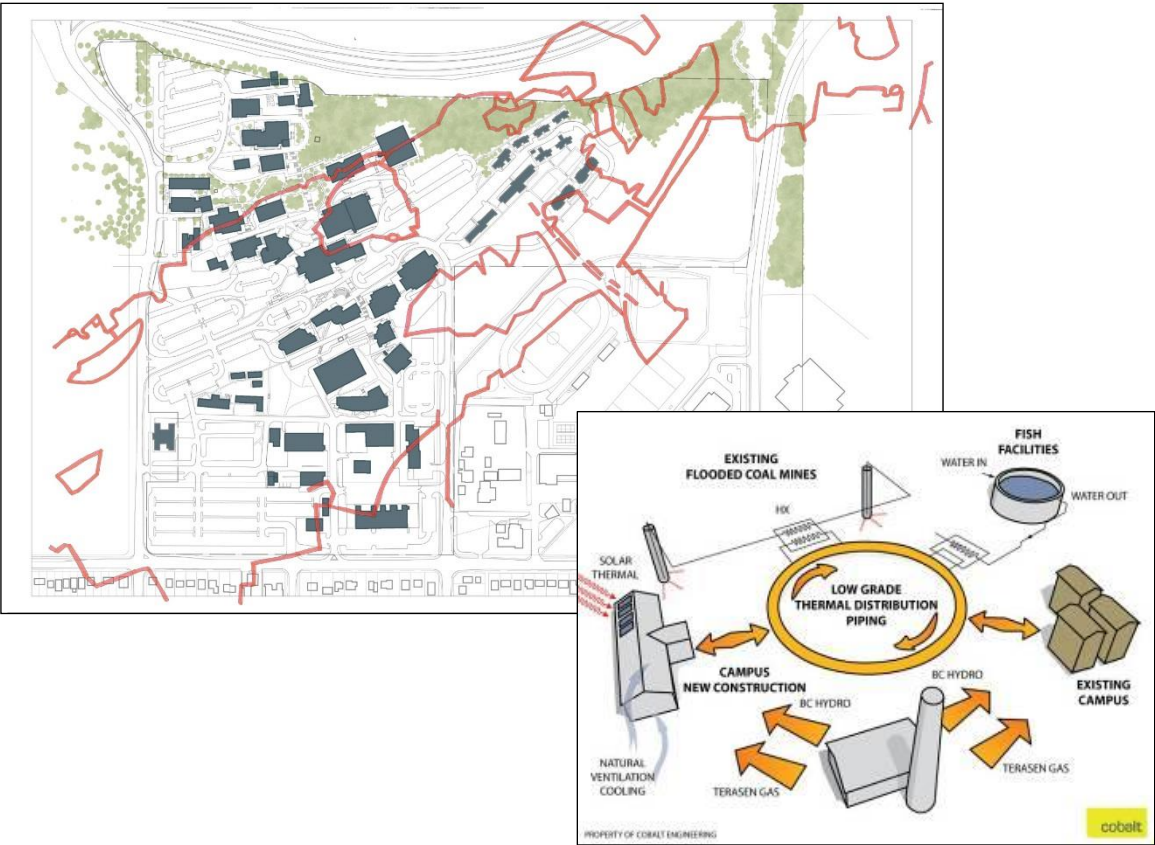 EXISTING
FLOODED COAL MINES
FISH
FACILITIES
WATER IN
WATER OUT
HX
SOLAR
THERMAL
LOW GRADE
THERMAL DISTRIBUTION
PIPING
CAMPUS
NEW CONSTRUCTION
BC HYDRO
BC HYDRO
EXISTING
CAMPUS
NATURAL
VENTILATION
COOLING
TERASEN GAS
TERASEN GAS
PROPERTY OF COBALT ENGINEERING
cobalt